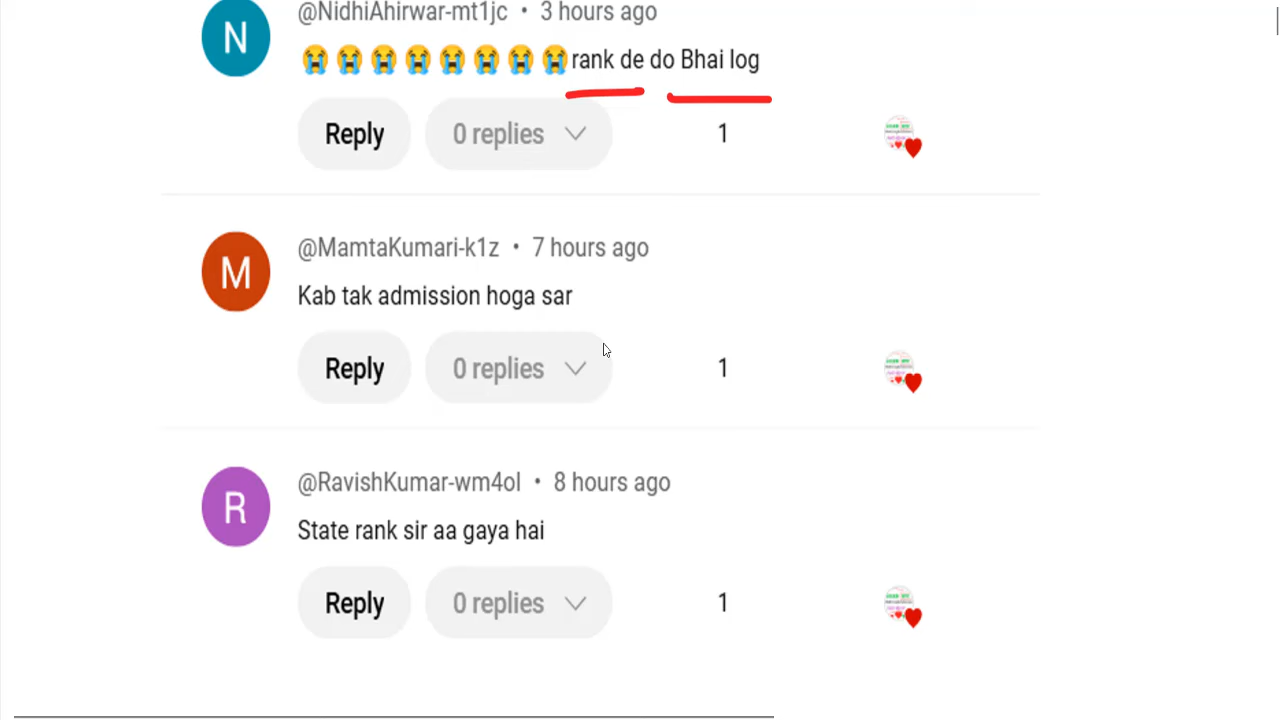 @NidhiAhirwar-mt1jc • 3 hours ago
😭😭😭😭😭😭😭😭rank de do Bhai log
Reply 0 replies 1
@MamtaKumari-k1z • 7 hours ago
Kab tak admission hoga sar
Reply 0 replies 1
@RavishKumar-wm4ol • 8 hours ago
State rank sir aa gaya hai
Reply 0 replies 1
N
M
R